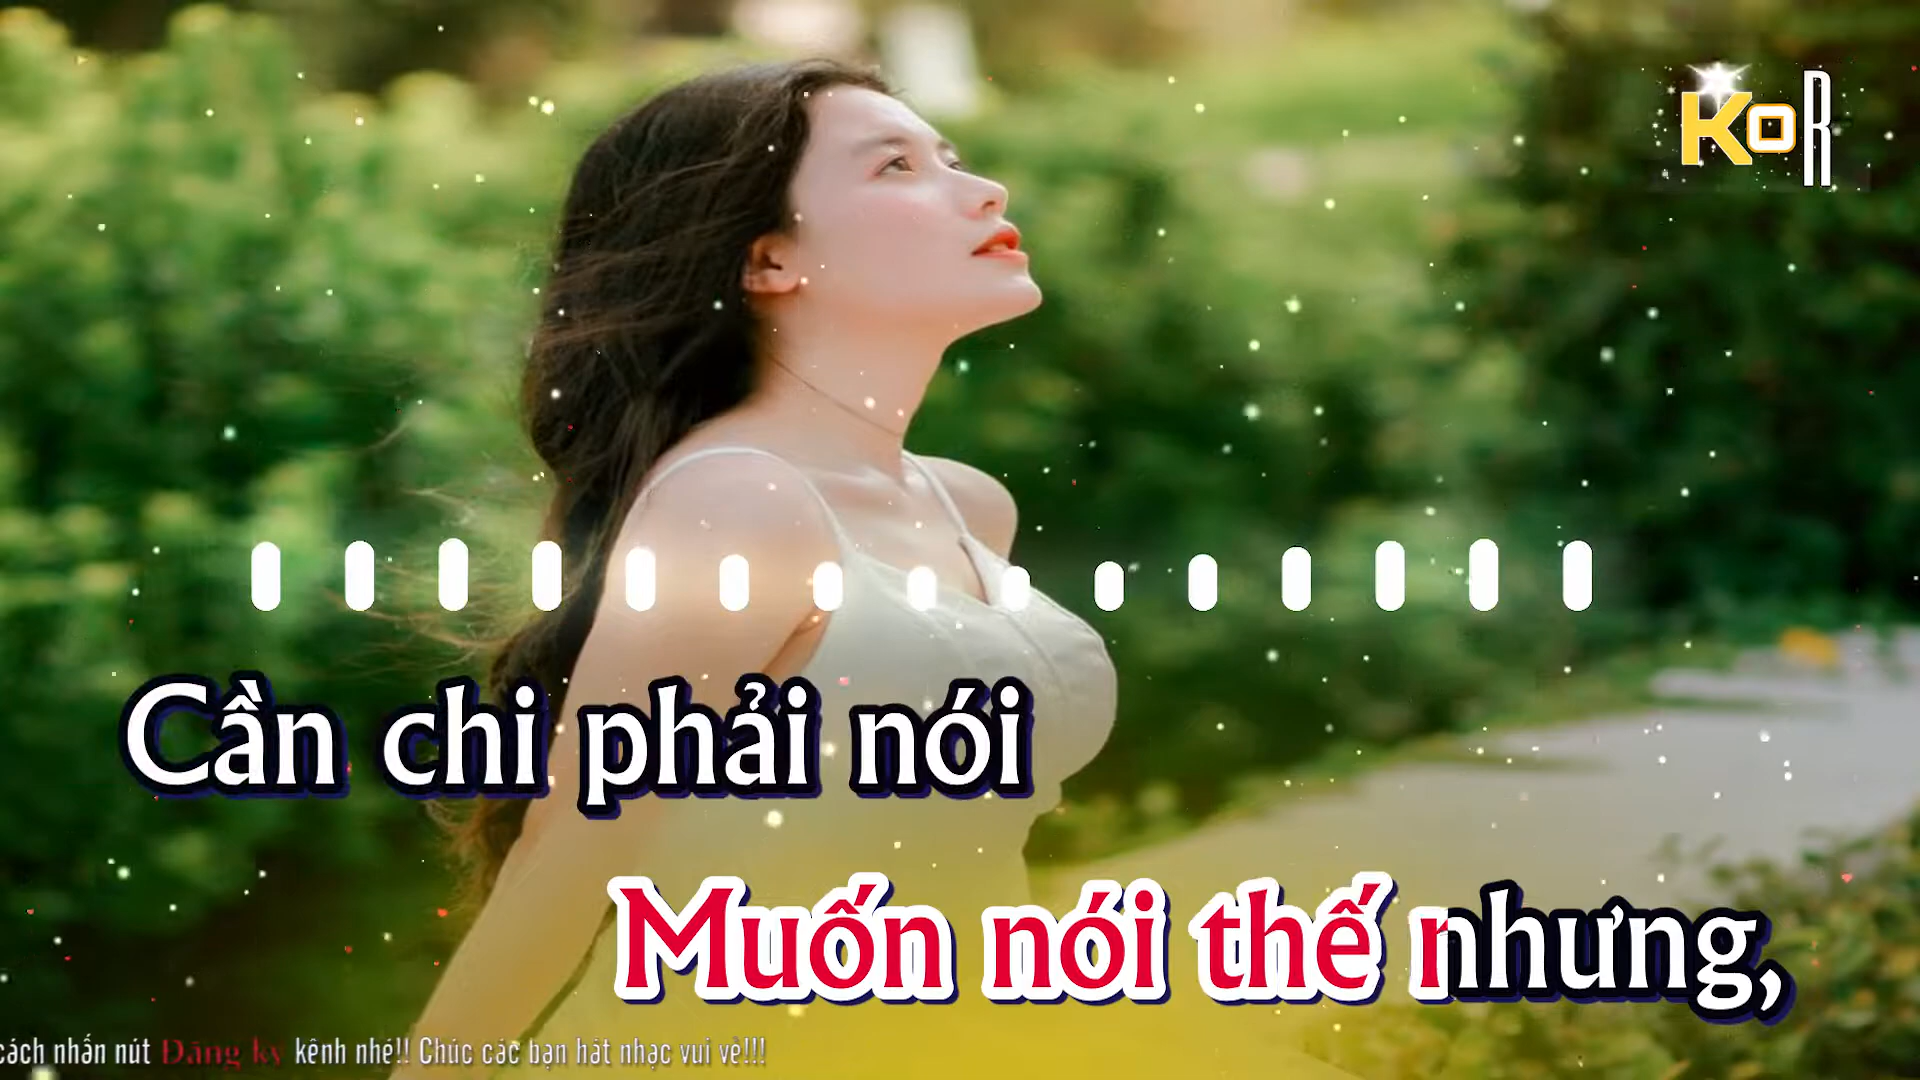 KOR
Cần chi phải nói
Muốn nói thế nhưng,
cách nhấn nút Đăng ký kênh nhé!! Chúc các bạn hát nhạc vui vẻ!!!